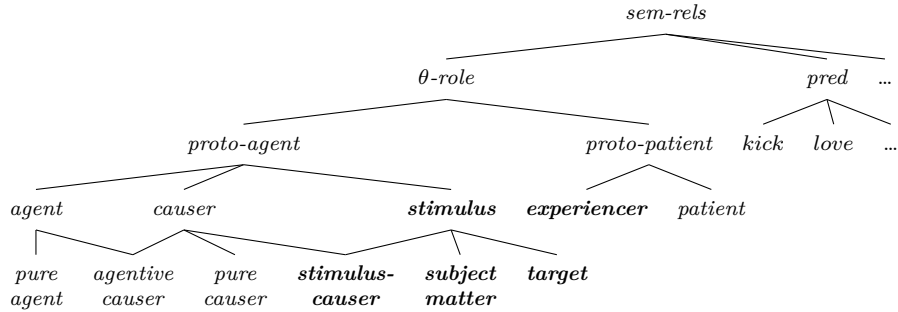 sem-rels
θ-role pred ...
proto-agent proto-patient kick love ...
agent causer stimulus experiencer patient
pure agentive pure stimulus- subject target
agent causer causer causer matter